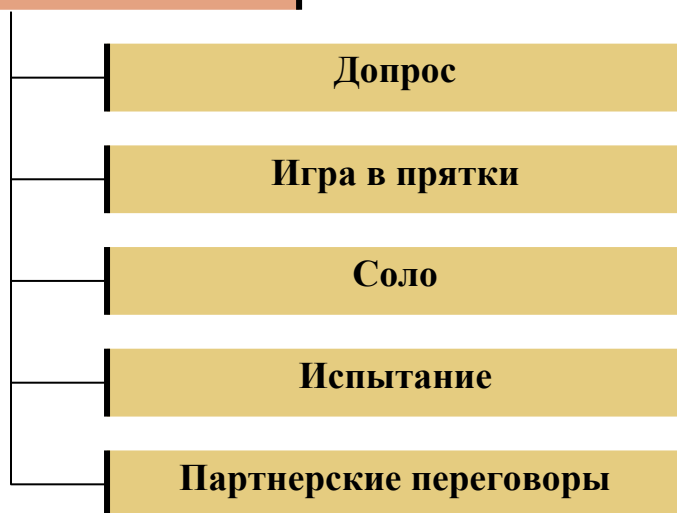 Допрос
Игра в прятки
Соло
Испытание
Партнерские переговоры